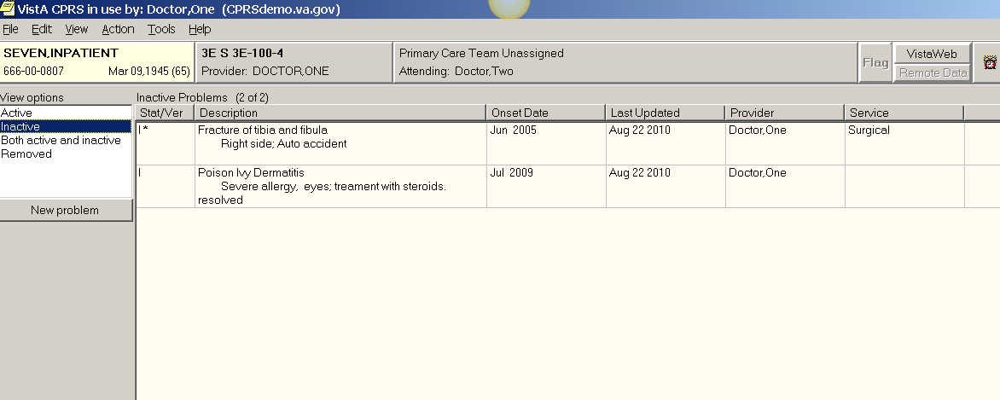 VistA CPRS in use by: Doctor,One (CPRSdemo.va.gov)
File Edit View Action Tools Help
SEVEN,INPATIENT
666-00-0807 Mar 09,1945 (65)
3E S 3E-100-4
Provider: DOCTOR,ONE
Primary Care Team Unassigned
Attending: Doctor,Two
Flag
VistaWeb
Remote Data
View options
Active
Inactive
Both active and inactive
Removed
New problem
Inactive Problems (2 of 2)
Stat/Ver Description Onset Date Last Updated Provider Service
I * Fracture of tibia and fibula Jun 2005 Aug 22 2010 Doctor,One Surgical
Right side; Auto accident
I Poison Ivy Dermatitis Jul 2009 Aug 22 2010 Doctor,One
Severe allergy, eyes; treament with steroids.
resolved